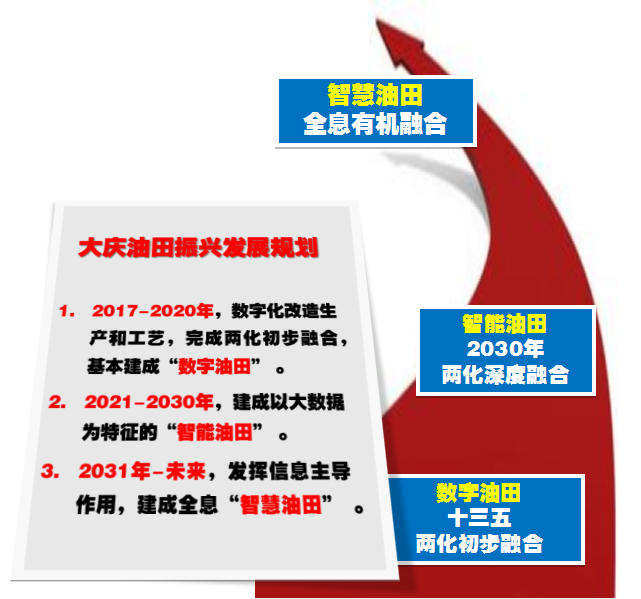 智慧油田
全息有机融合
大庆油田振兴发展规划
1. 2017-2020年，数字化改造生
产和工艺，完成两化初步融合，
基本建成“数字油田”。
2. 2021-2030年，建成以大数据
为特征的“智能油田”。
3. 2031年-未来，发挥信息主导
作用，建成全息“智慧油田”。
智能油田
2030年
两化深度融合
数字油田
十三五
两化初步融合